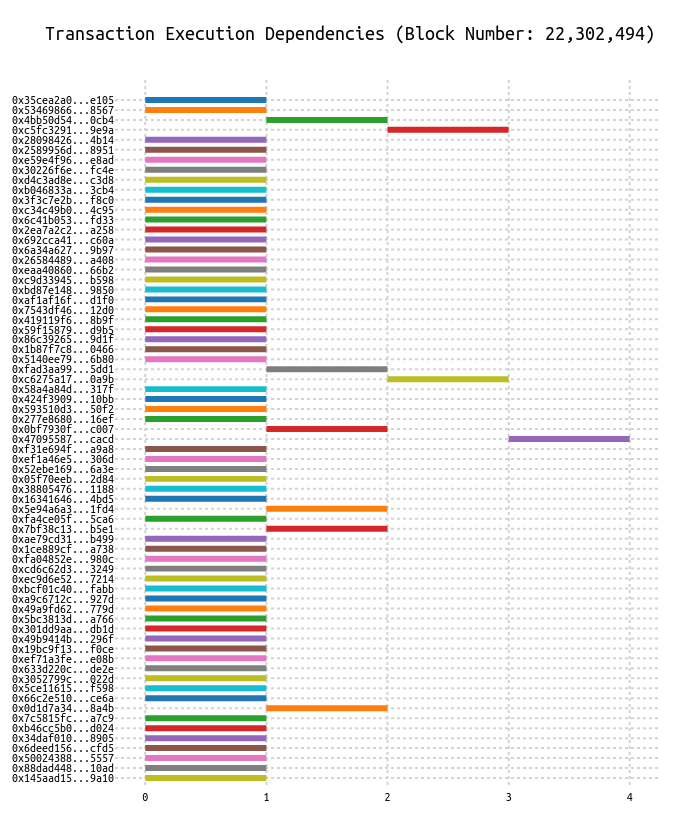 Transaction Execution Dependencies (Block Number: 22,302,494)
0x35cea2a0...e105
0x53469866...8567
0x4bb50d54...0cb4
0xc5fc3291...9e9a
0x28098426...4b14
0x2589956d...8951
0xe59e4f96...e8ad
0x30226f6e...fc4e
0xd4c3ad8e...c3d8
0xb046833a...3cb4
0x3f3c7e2b...f8c0
0xc34c49b0...4c95
0x6c41b053...fd33
0x2ea7a2c2...a258
0x692cca41...c60a
0x6a34a627...9b97
0x26584489...a408
0xeaa40860...66b2
0xc9d33945...b598
0xbd87e148...9850
0xaf1af16f...d1f0
0x7543df46...12d0
0x419119f6...8b9f
0x59f15879...d9b5
0x86c39265...9d1f
0x1b87f7c8...0466
0x5140ee79...6b80
0xfad3aa99...5dd1
0xc6275a17...0a9b
0x58a4a84d...317f
0x424f3909...10bb
0x593510d3...50f2
0x277e8680...16ef
0x0bf7930f...c007
0x47095587...cacd
0xf31e694f...a9a8
0xef1a46e5...306d
0x52ebe169...6a3e
0x05f70eeb...2d84
0x38805476...1188
0x16341646...4bd5
0x5e94a6a3...1fd4
0xfa4ce05f...5ca6
0x7bf38c13...b5e1
0xae79cd31...b499
0x1ce889cf...a738
0xfa04852e...980c
0xcd6c62d3...3249
0xec9d6e52...7214
0xbcf01c40...fabb
0xa9c6712c...927d
0x49a9fd62...779d
0x5bc3813d...a766
0x301dd9aa...db1d
0x49b9414b...296f
0x19bc9f13...f0ce
0xef71a3fe...e08b
0x633d220c...de2e
0x3052799c...022d
0x5ce11615...f598
0x66c2e510...ce6a
0x0d1d7a34...8a4b
0x7c5815fc...a7c9
0xb46cc5b0...d024
0x34daf010...8905
0x6deed156...cfd5
0x50024388...5557
0x88dad448...10ad
0x145aad15...9a10
0 1 2 3 4